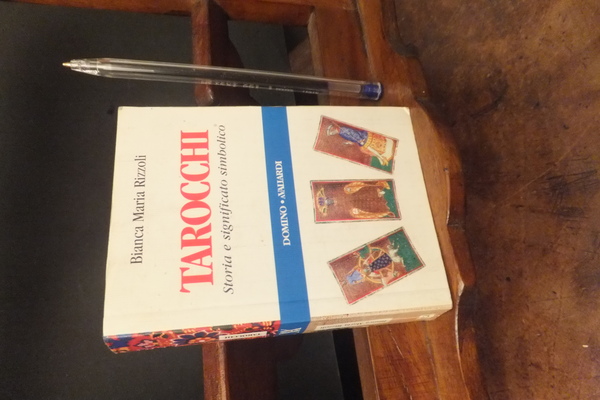 Bianca Maria Rizzoli
TAROCCHI
Storia e significato simbolico
DOMINO • A.VALLARDI